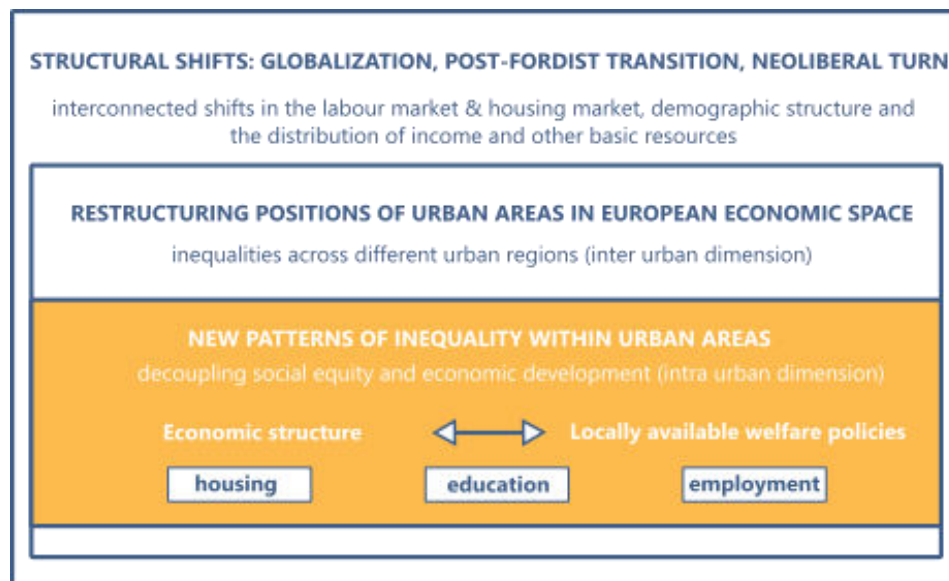 STRUCTURAL SHIFTS: GLOBALIZATION, POST-FORDIST TRANSITION, NEOLIBERAL TURN
interconnected shifts in the labour market & housing market, demographic structure and
the distribution of income and other basic resources
RESTRUCTURING POSITIONS OF URBAN AREAS IN EUROPEAN ECONOMIC SPACE
inequalities across different urban regions (inter urban dimension)
NEW PATTERNS OF INEQUALITY WITHIN URBAN AREAS
decoupling social equity and economic development (intra urban dimension)
Economic structure Locally available welfare policies
housing education employment